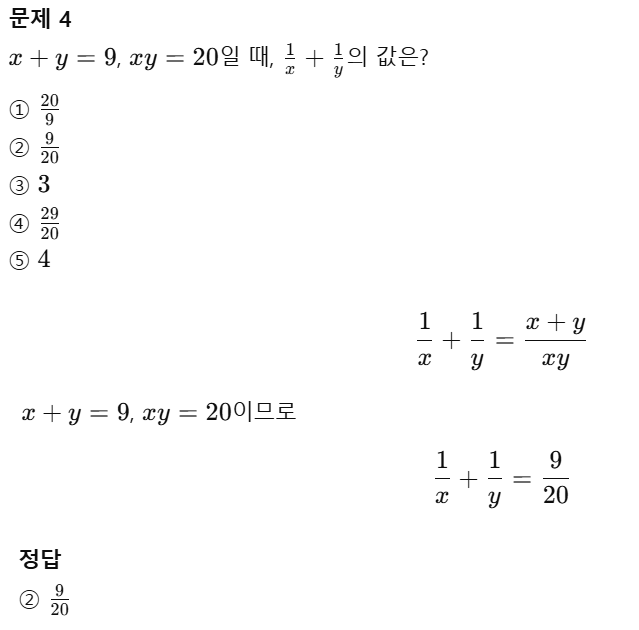 문제 4
x + y = 9, xy = 20일 때, 1/x + 1/y의 값은?
① 20/9
② 9/20
③ 3
④ 29/20
⑤ 4
1/x + 1/y = (x + y)/xy
x + y = 9, xy = 20이므로
1/x + 1/y = 9/20
정답
② 9/20